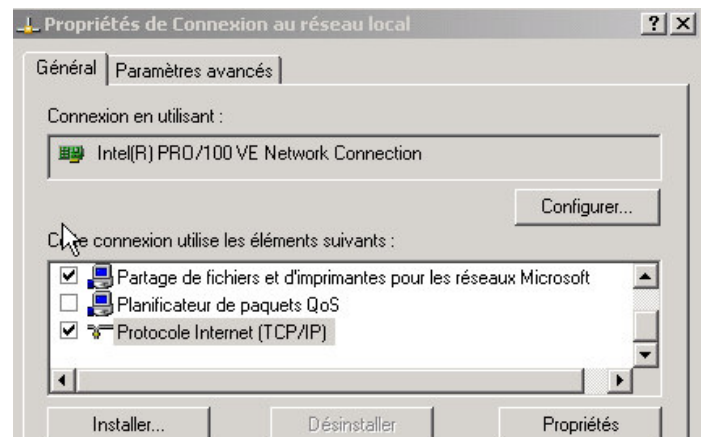 Propriétés de Connexion au réseau local
Général Paramètres avancés
Connexion en utilisant :
Intel(R) PRO/100 VE Network Connection
Configurer...
connexion utilise les éléments suivants :
Partage de fichiers et d'imprimantes pour les réseaux Microsoft
Planificateur de paquets QoS
Protocole Internet (TCP/IP)
Installer... Désinstaller Propriétés